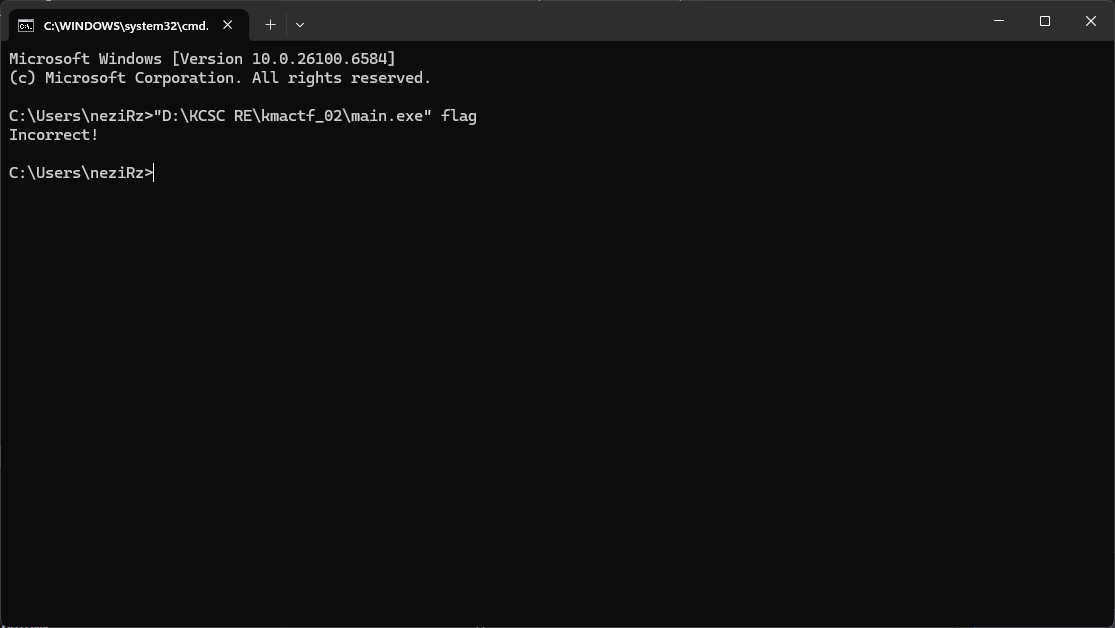 C:\WINDOWS\system32\cmd.
Microsoft Windows [Version 10.0.26100.6584]
(c) Microsoft Corporation. All rights reserved.
C:\Users\neziRz>"D:\KCSC RE\kmactf_02\main.exe" flag
Incorrect!
C:\Users\neziRz>